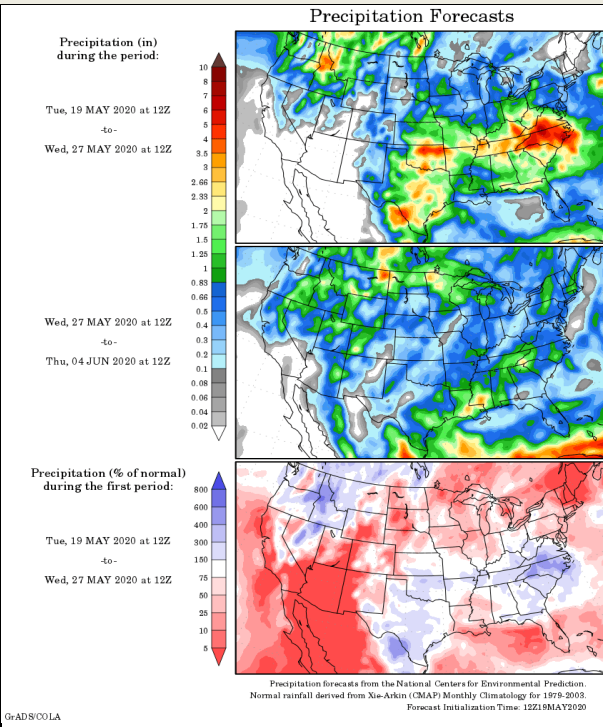 Precipitation Forecasts
Precipitation (in)
during the period:
Tue, 19 MAY 2020 at 12Z
-to-
Wed, 27 MAY 2020 at 12Z
10
8
7
6
5
4
3.5
3
2.66
2.33
2
1.75
1.5
1.25
1
0.83
0.66
0.5
0.4
0.3
0.2
0.1
0.08
0.06
0.04
0.02
Wed, 27 MAY 2020 at 12Z
-to-
Thu, 04 JUN 2020 at 12Z
Precipitation (% of normal)
during the first period:
Tue, 19 MAY 2020 at 12Z
-to-
Wed, 27 MAY 2020 at 12Z
800
600
400
300
150
75
50
25
10
5
Precipitation forecasts from the National Centers for Environmental Prediction.
Normal rainfall derived from Xie-Arkin (CMAP) Monthly Climatology for 1979-2003.
Forecast Initialization Time: 12Z19MAY2020
GrADS/COLA